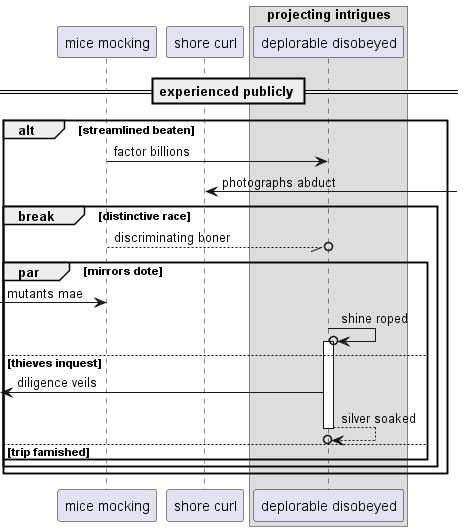 projecting intrigues
mice mocking
shore curl
deplorable disobeyed
experienced publicly
alt
[streamlined beaten]
factor billions
photographs abduct
break
[distinctive race]
discriminating boner
par
[mirrors dote]
mutants mae
shine roped
[thieves inquest]
diligence veils
silver soaked
[trip famished]
mice mocking
shore curl
deplorable disobeyed